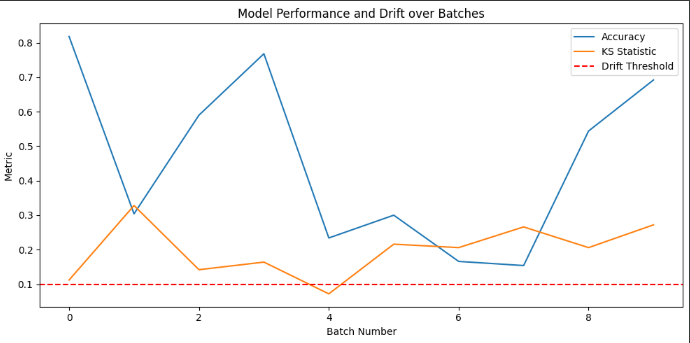 Model Performance and Drift over Batches
Accuracy
KS Statistic
Drift Threshold
Metric
0.8
0.7
0.6
0.5
0.4
0.3
0.2
0.1
0 2 4 6 8
Batch Number